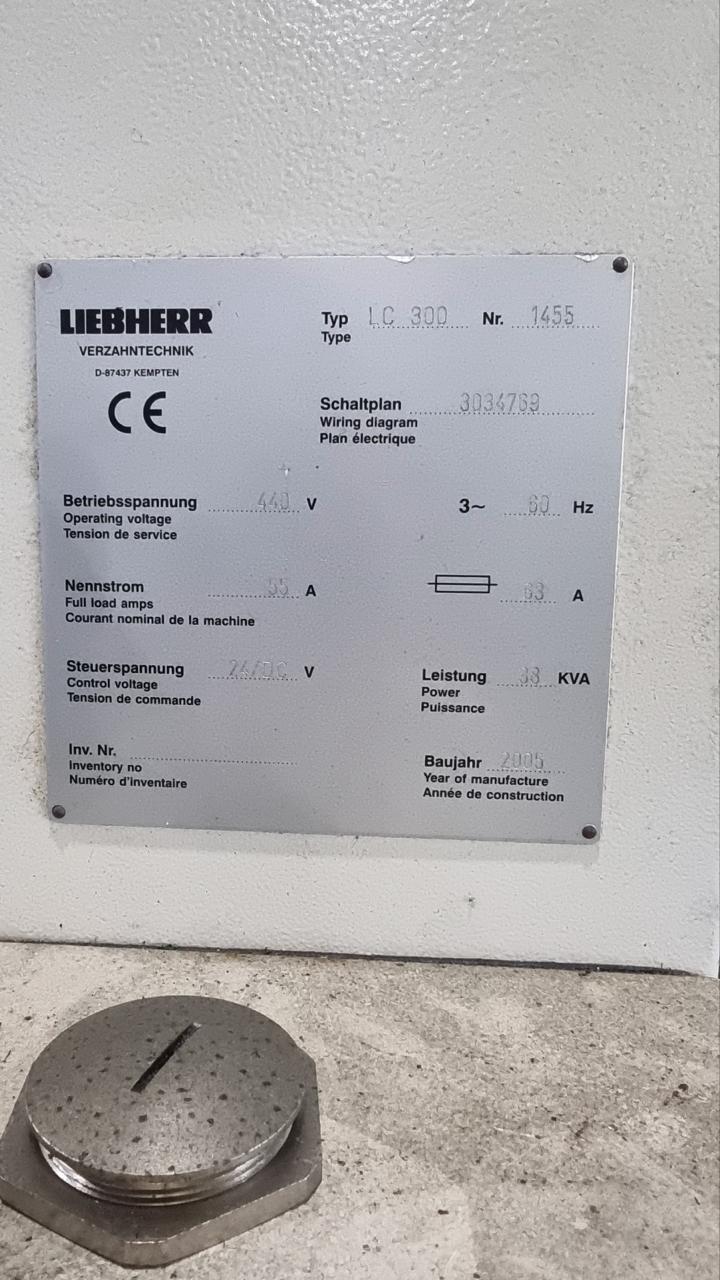 LIEBHERR
VERZAHNTECHNIK
D-87437 KEMPTEN
CE
Typ LC 300 Nr. 1455
Type
Schaltplan 3034769
Wiring diagram
Plan électrique
Betriebsspannung 440 V 3~ 60 Hz
Operating voltage
Tension de service
Nennstrom 55 A 63 A
Full load amps
Courant nominal de la machine
Steuerspannung 24/DC V Leistung 38 KVA
Control voltage Power
Tension de commande Puissance
Inv. Nr. Baujahr 2005
Inventory no Year of manufacture
Numéro d'inventaire Année de construction